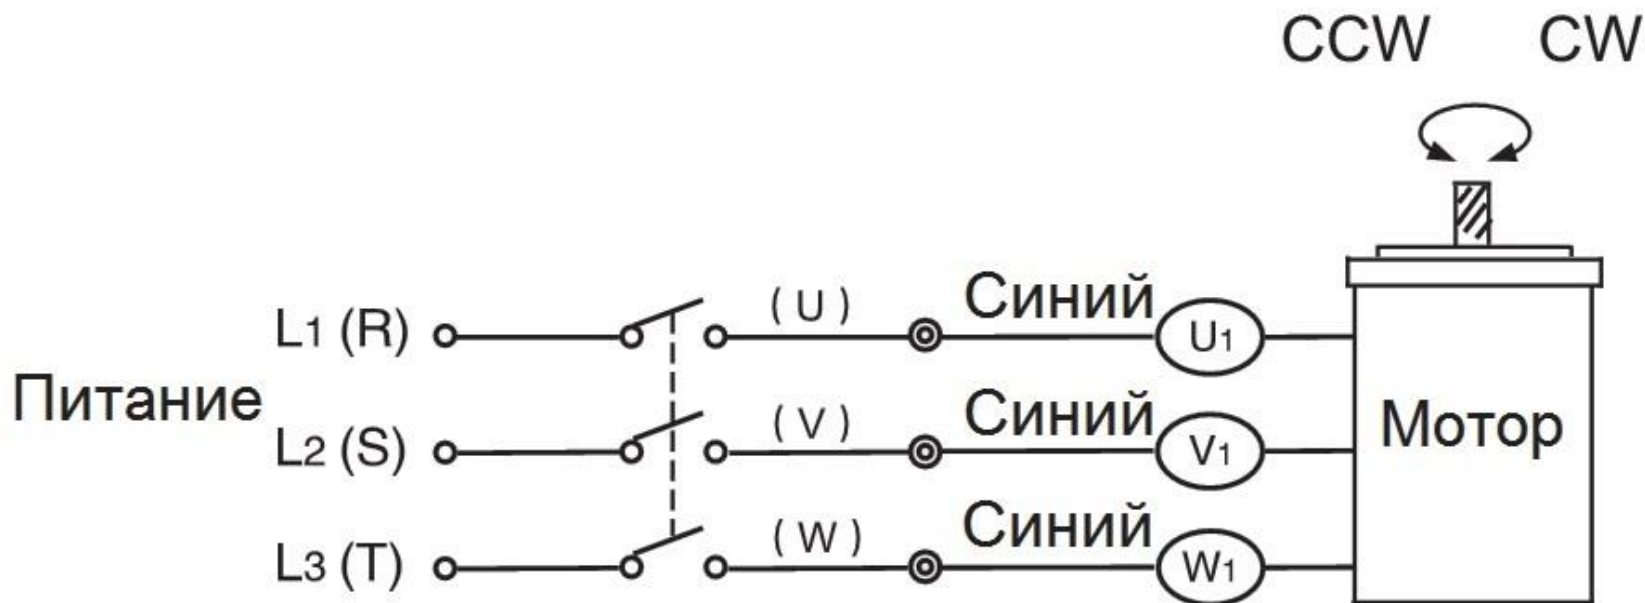 CCW CW
L1 (R) ( U ) Синий U1
Питание
L2 (S) ( V ) Синий V1
Мотор
L3 (T) ( W ) Синий W1